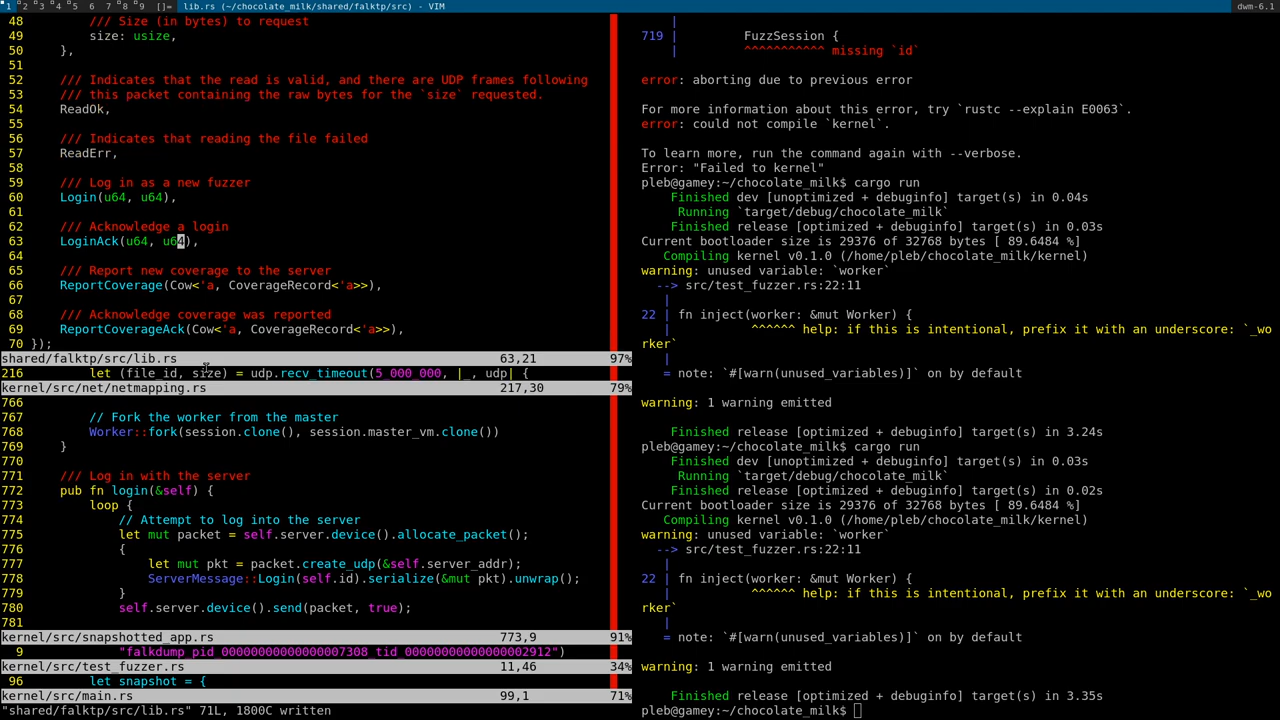 1 2 3 4 5 6 7 8 9 []= lib.rs (~/chocolate_milk/shared/falktp/src) - VIM dwm-6.1
48         /// Size (in bytes) to request
49         size: usize,
50     },
51
52     /// Indicates that the read is valid, and there are UDP frames following
53     /// this packet containing the raw bytes for the `size` requested.
54     ReadOk,
55
56     /// Indicates that reading the file failed
57     ReadErr,
58
59     /// Log in as a new fuzzer
60     Login(u64, u64),
61
62     /// Acknowledge a login
63     LoginAck(u64, u64),
64
65     /// Report new coverage to the server
66     ReportCoverage(Cow<'a, CoverageRecord<'a>>),
67
68     /// Acknowledge coverage was reported
69     ReportCoverageAck(Cow<'a, CoverageRecord<'a>>),
70 });
shared/falktp/src/lib.rs 63,21 97%
216         let (file_id, size) = udp.recv_timeout(5_000_000, |_, udp| {
kernel/src/net/netmapping.rs 217,30 79%
766
767         // Fork the worker from the master
768         Worker::fork(session.clone(), session.master_vm.clone())
769     }
770
771     /// Log in with the server
772     pub fn login(&self) {
773         loop {
774             // Attempt to log into the server
775             let mut packet = self.server.device().allocate_packet();
776             {
777                 let mut pkt = packet.create_udp(&self.server_addr);
778                 ServerMessage::Login(self.id).serialize(&mut pkt).unwrap();
779             }
780             self.server.device().send(packet, true);
781
kernel/src/snapshotted_app.rs 773,9 91%
9             "falkdump_pid_00000000000000007308_tid_00000000000000002912")
kernel/src/test_fuzzer.rs 11,46 34%
96         let snapshot = {
kernel/src/main.rs 99,1 71%
"shared/falktp/src/lib.rs" 71L, 1800C written
    |
719 |         FuzzSession {
    |         ^^^^^^^^^^^ missing `id`
error: aborting due to previous error
For more information about this error, try `rustc --explain E0063`.
error: could not compile `kernel`.
To learn more, run the command again with --verbose.
Error: "Failed to kernel"
pleb@gamey:~/chocolate_milk$ cargo run
    Finished dev [unoptimized + debuginfo] target(s) in 0.04s
     Running `target/debug/chocolate_milk`
    Finished release [optimized + debuginfo] target(s) in 0.03s
Current bootloader size is 29376 of 32768 bytes [ 89.6484 %]
   Compiling kernel v0.1.0 (/home/pleb/chocolate_milk/kernel)
warning: unused variable: `worker`
  --> src/test_fuzzer.rs:22:11
   |
22 | fn inject(worker: &mut Worker) {
   |           ^^^^^^ help: if this is intentional, prefix it with an underscore: `_wo
rker`
   |
   = note: `#[warn(unused_variables)]` on by default
warning: 1 warning emitted
    Finished release [optimized + debuginfo] target(s) in 3.24s
pleb@gamey:~/chocolate_milk$ cargo run
    Finished dev [unoptimized + debuginfo] target(s) in 0.03s
     Running `target/debug/chocolate_milk`
    Finished release [optimized + debuginfo] target(s) in 0.02s
Current bootloader size is 29376 of 32768 bytes [ 89.6484 %]
   Compiling kernel v0.1.0 (/home/pleb/chocolate_milk/kernel)
warning: unused variable: `worker`
  --> src/test_fuzzer.rs:22:11
   |
22 | fn inject(worker: &mut Worker) {
   |           ^^^^^^ help: if this is intentional, prefix it with an underscore: `_wo
rker`
   |
   = note: `#[warn(unused_variables)]` on by default
warning: 1 warning emitted
    Finished release [optimized + debuginfo] target(s) in 3.35s
pleb@gamey:~/chocolate_milk$